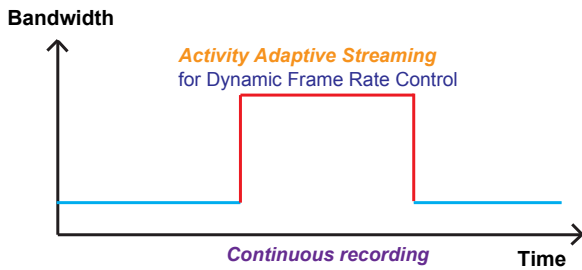 Bandwidth
Activity Adaptive Streaming
for Dynamic Frame Rate Control
Continuous recording
Time